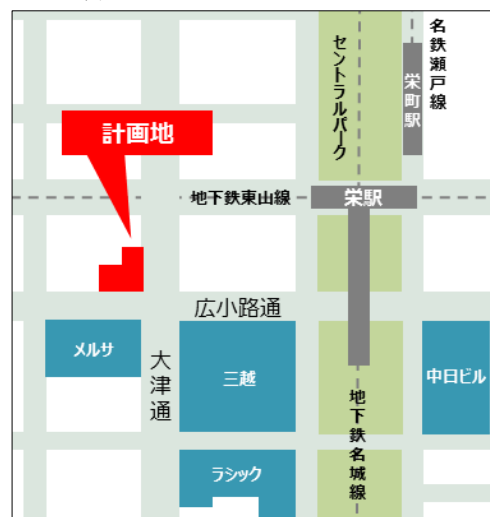 名鉄瀬戸線
セントラルパーク
栄町駅
計画地
地下鉄東山線
栄駅
広小路通
メルサ
大津通
三越
中日ビル
地下鉄名城線
ラシック